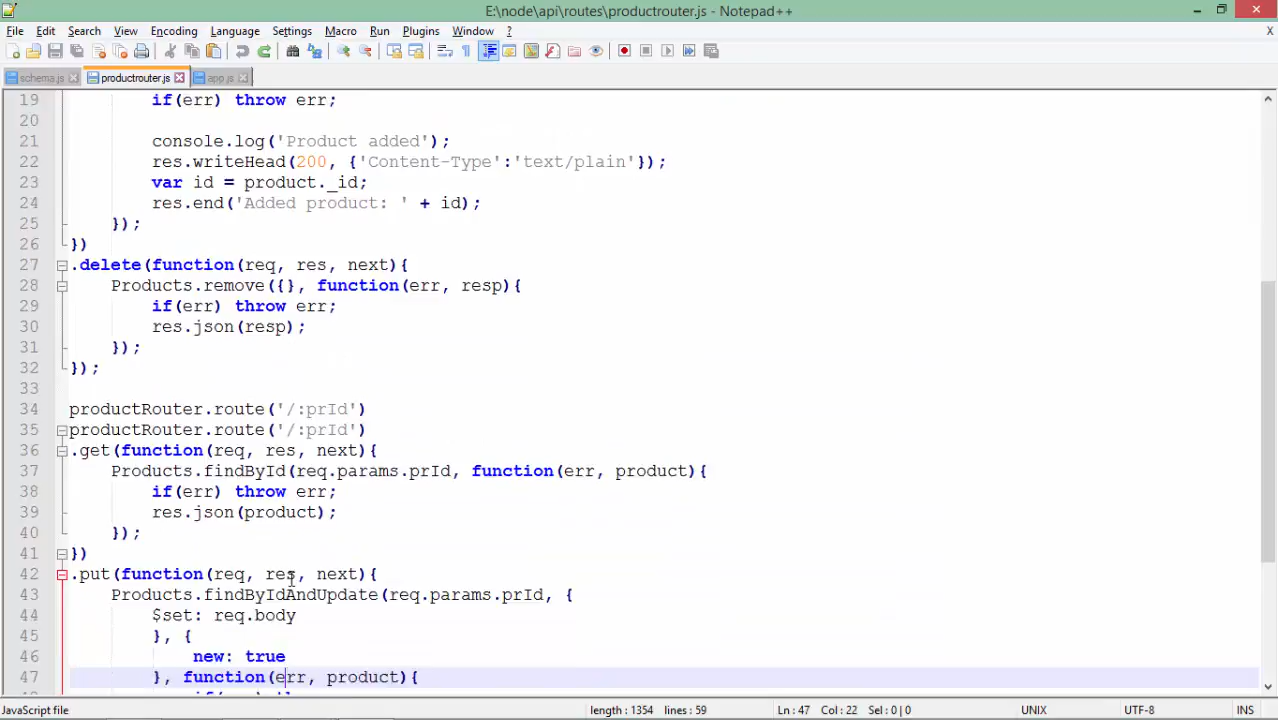 E:\node\api\routes\productrouter.js - Notepad++
File Edit Search View Encoding Language Settings Macro Run Plugins Window ? X
schema.js productrouter.js app.js
19 if(err) throw err;
20
21 console.log('Product added');
22 res.writeHead(200, {'Content-Type':'text/plain'});
23 var id = product._id;
24 res.end('Added product: ' + id);
25 });
26 })
27 .delete(function(req, res, next){
28 Products.remove({}, function(err, resp){
29 if(err) throw err;
30 res.json(resp);
31 });
32 });
33
34 productRouter.route('/:prId')
35 productRouter.route('/:prId')
36 .get(function(req, res, next){
37 Products.findById(req.params.prId, function(err, product){
38 if(err) throw err;
39 res.json(product);
40 });
41 })
42 .put(function(req, res, next){
43 Products.findByIdAndUpdate(req.params.prId, {
44 $set: req.body
45 }, {
46 new: true
47 }, function(err, product){
JavaScript file length : 1354 lines : 59 Ln : 47 Col : 22 Sel : 0 | 0 UNIX UTF-8 INS